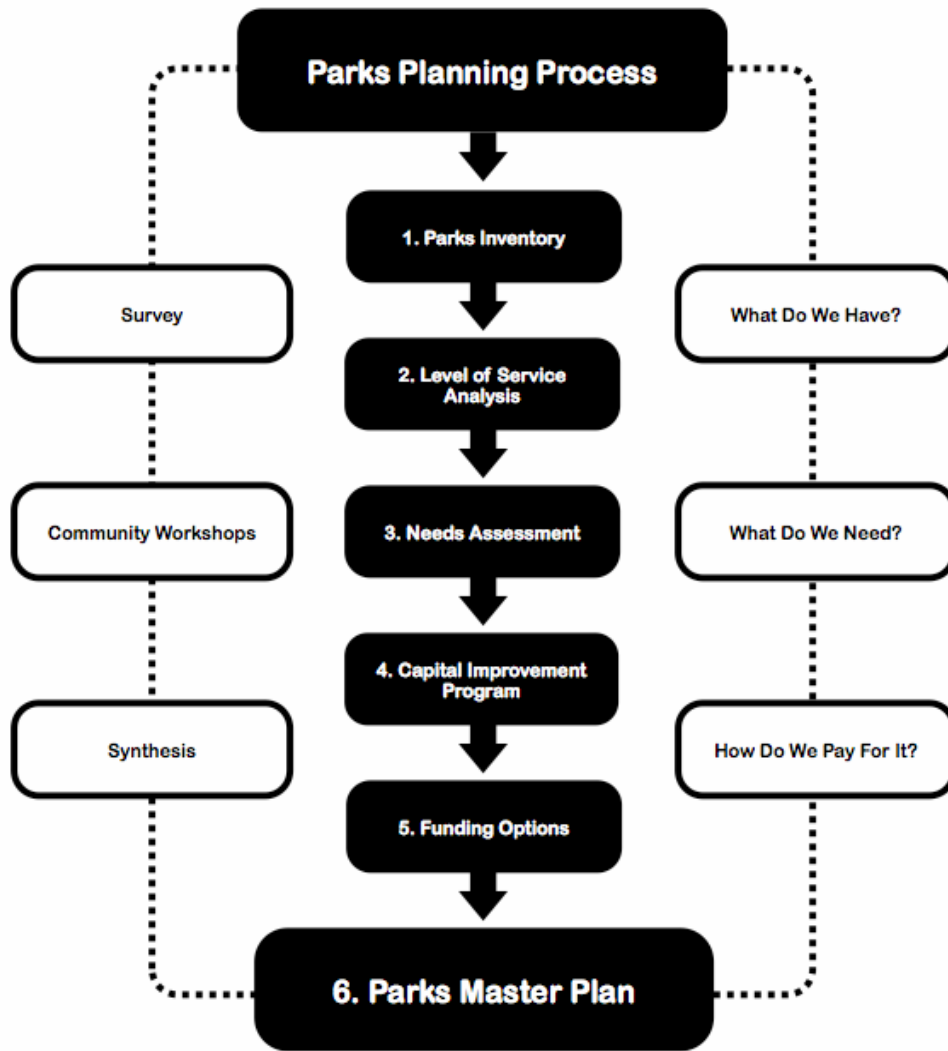 Parks Planning Process
1. Parks Inventory
Survey
What Do We Have?
2. Level of Service
Analysis
Community Workshops
3. Needs Assessment
What Do We Need?
4. Capital Improvement
Program
Synthesis
How Do We Pay For It?
5. Funding Options
6. Parks Master Plan